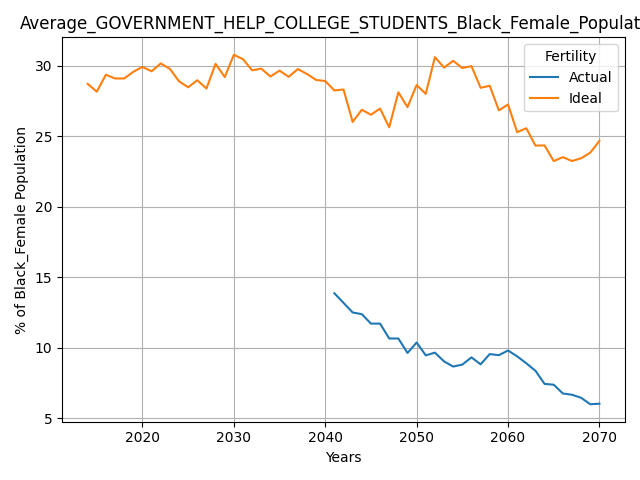 Average_GOVERNMENT_HELP_COLLEGE_STUDENTS_Black_Female_Populat
Fertility
Actual
Ideal
% of Black_Female Population
30
25
20
15
10
5
2020 2030 2040 2050 2060 2070
Years